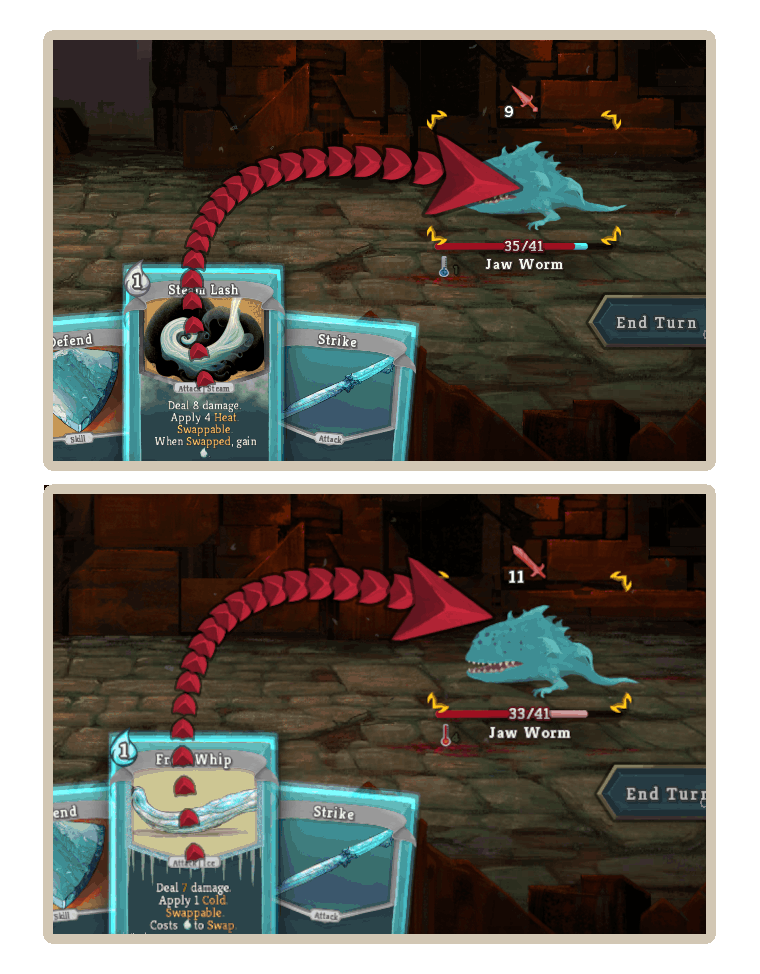 9
35/41
Jaw Worm
1
Steam Lash
Defend
Strike
End Turn
Attack | Steam
Deal 8 damage.
Apply 4 Heat.
Swappable.
When Swapped, gain
Skill
Attack
11
33/41
Jaw Worm
1
Whip
end
Strike
End Turn
Attack | Ice
Deal 7 damage.
Apply 1 Cold.
Swappable.
Costs to Swap.
Skill
Attack